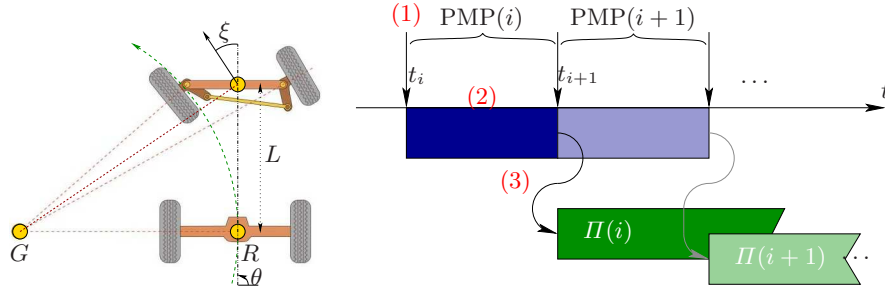 ξ
L
G
R
θ
(1)
PMP(i)
PMP(i + 1)
t_i
t_{i+1}
...
t
(2)
(3)
Π(i)
Π(i + 1)
...